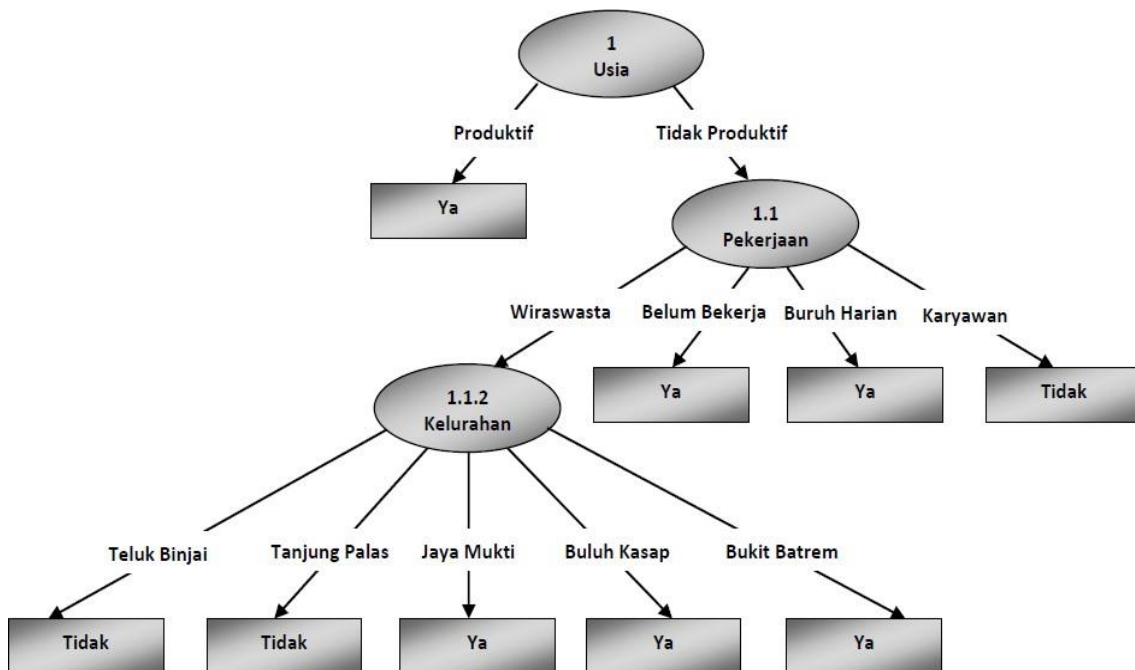 1
Usia
Produktif
Tidak Produktif
Ya
1.1
Pekerjaan
Wiraswasta
Belum Bekerja
Buruh Harian
Karyawan
1.1.2
Kelurahan
Ya
Ya
Tidak
Teluk Binjai
Tanjung Palas
Jaya Mukti
Buluh Kasap
Bukit Batrem
Tidak
Tidak
Ya
Ya
Ya